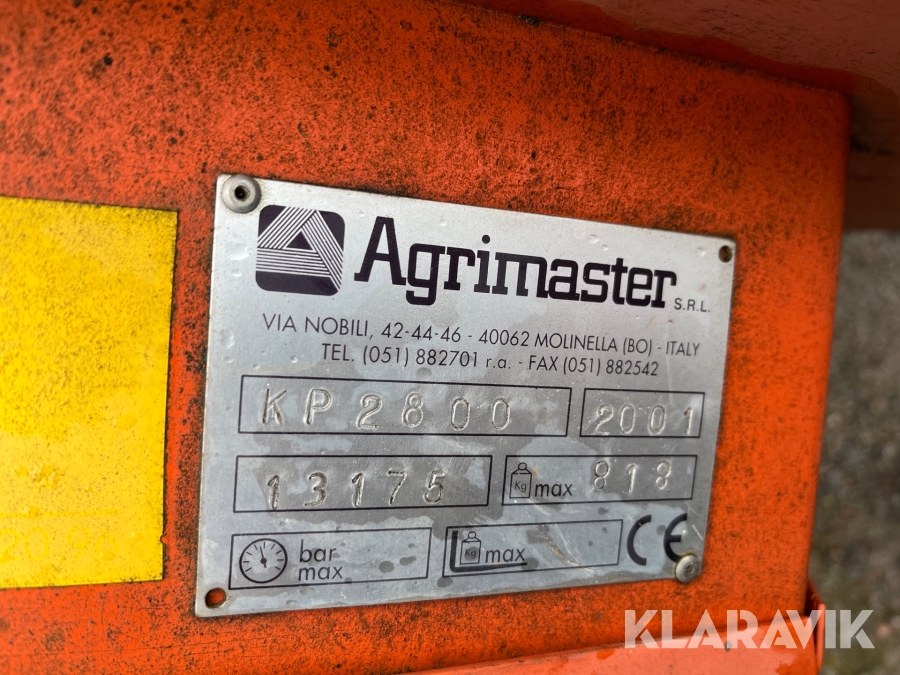 Agrimaster S.R.L.
VIA NOBILI, 42-44-46 - 40062 MOLINELLA (BO) - ITALY
TEL. (051) 882701 r.a. - FAX (051) 882542
KP2800 2001
13175 Kg max 818
bar max Kg max CE
KLARAVIK